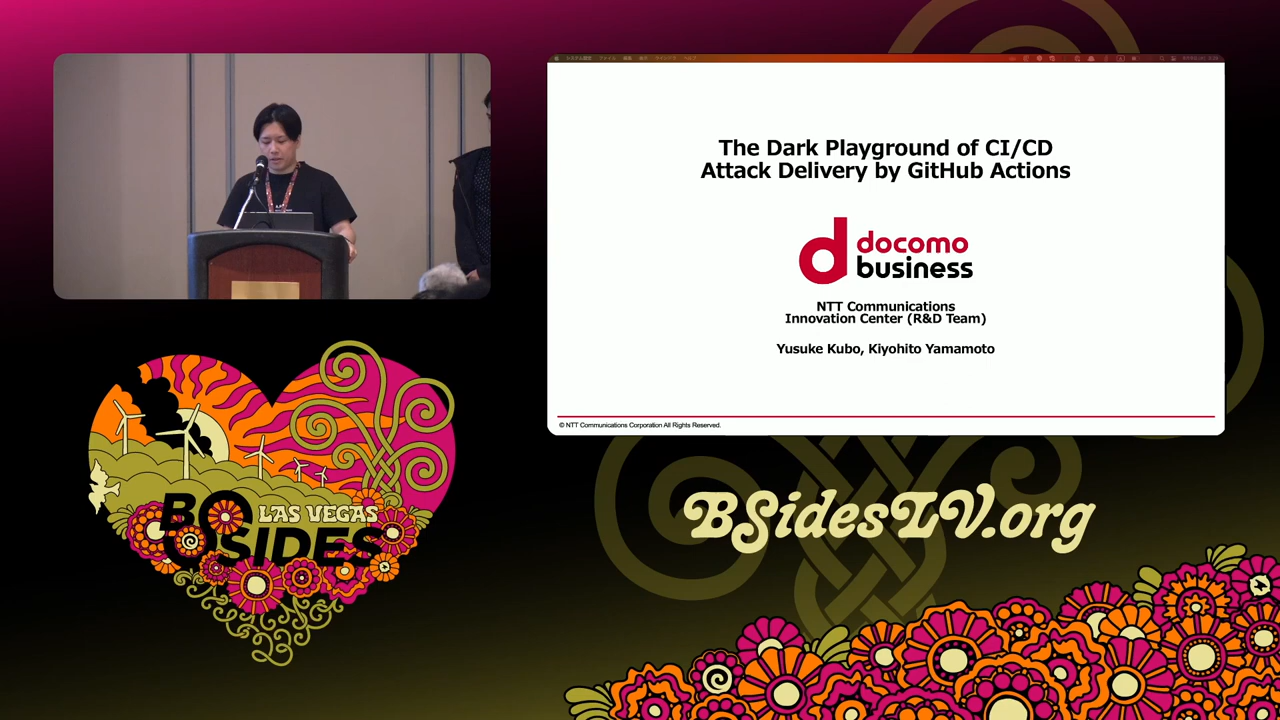 The Dark Playground of CI/CD
Attack Delivery by GitHub Actions
docomo
business
NTT Communications
Innovation Center (R&D Team)
Yusuke Kubo, Kiyohito Yamamoto
© NTT Communications Corporation All Rights Reserved.
LAS VEGAS
BSIDES
23
BSidesLV.org